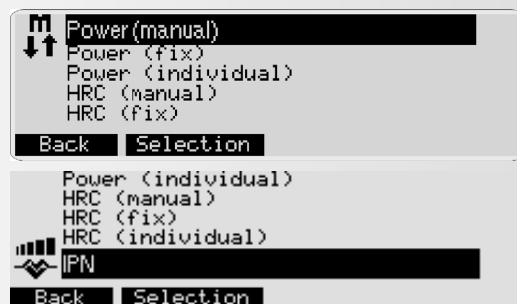 M
Power (manual)
Power (fix)
Power (individual)
HRC (manual)
HRC (fix)
Back Selection
Power (individual)
HRC (manual)
HRC (fix)
HRC (individual)
IPN
Back Selection